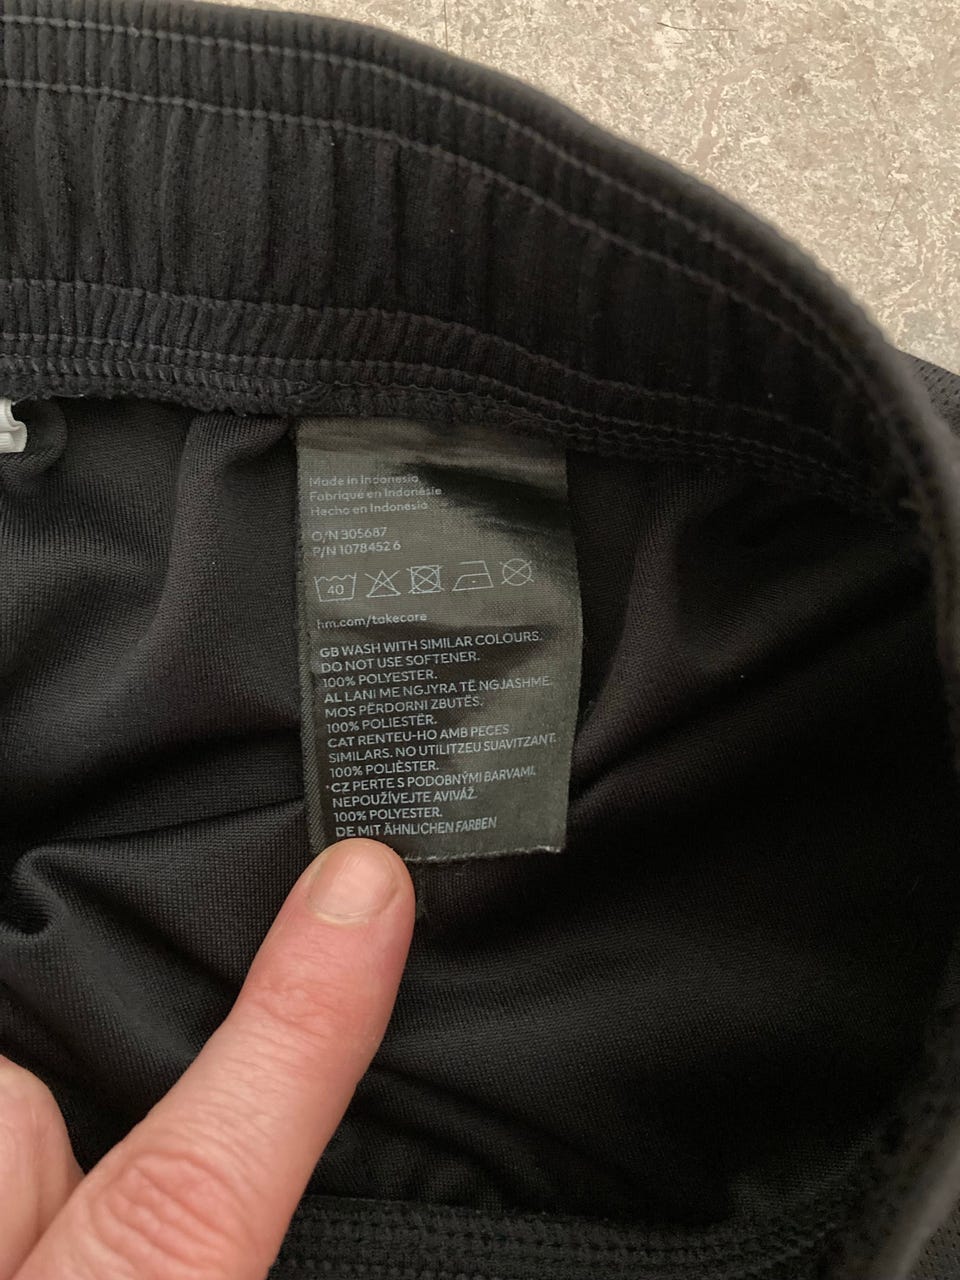 Made in Indonesia
Fabriqué en Indonésie
Hecho en Indonesia
O/N 305687
P/N 1078452 6
40
hm.com/takecare
GB WASH WITH SIMILAR COLOURS.
DO NOT USE SOFTENER.
100% POLYESTER.
AL LANI ME NGJYRA TË NGJASHME.
MOS PËRDORNI ZBUTËS.
100% POLIESTËR.
CAT RENTEU-HO AMB PECES
SIMILARS. NO UTILITZEU SUAVITZANT.
100% POLIÈSTER.
CZ PERTE S PODOBNÝMI BARVAMI.
NEPOUŽÍVEJTE AVIVÁŽ.
100% POLYESTER.
DE MIT ÄHNLICHEN FARBEN